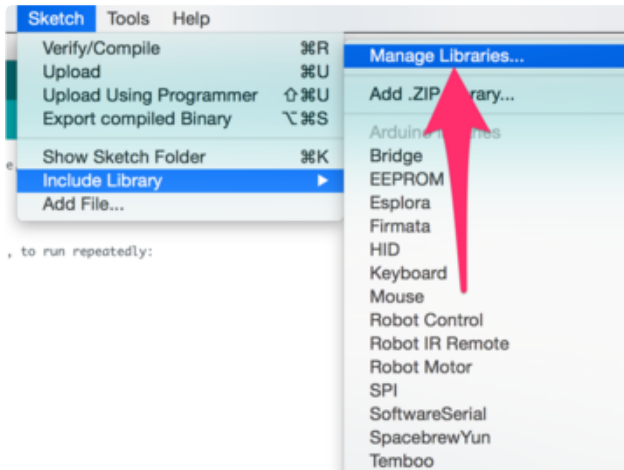 Sketch Tools Help
Verify/Compile ⌘R
Upload ⌘U
Upload Using Programmer ⇧⌘U
Export compiled Binary ⌥⌘S
Show Sketch Folder ⌘K
Include Library ▶
Add File...
, to run repeatedly:
Manage Libraries...
Add .ZIP
Arduino
Bridge
EEPROM
Esplora
Firmata
HID
Keyboard
Mouse
Robot Control
Robot IR Remote
Robot Motor
SPI
SoftwareSerial
SpacebrewYun
Temboo